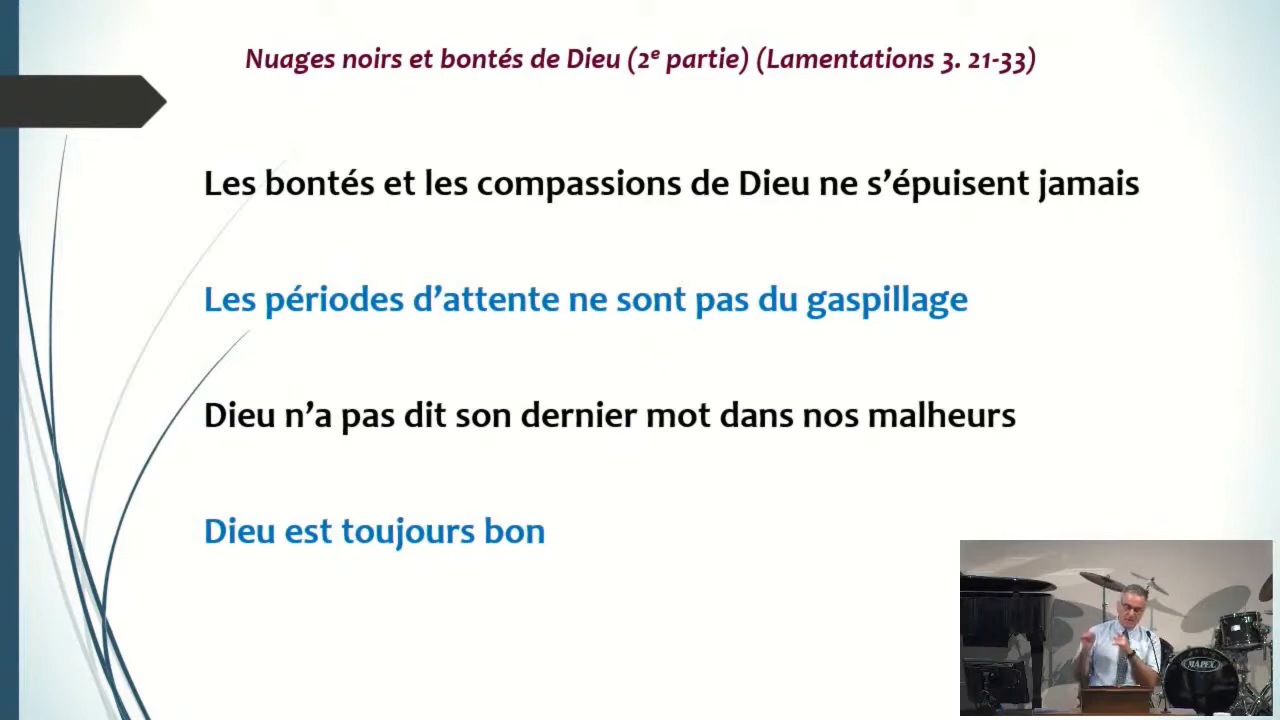 Nuages noirs et bontés de Dieu (2e partie) (Lamentations 3. 21-33)
Les bontés et les compassions de Dieu ne s’épuisent jamais
Les périodes d’attente ne sont pas du gaspillage
Dieu n’a pas dit son dernier mot dans nos malheurs
Dieu est toujours bon
MAPEX